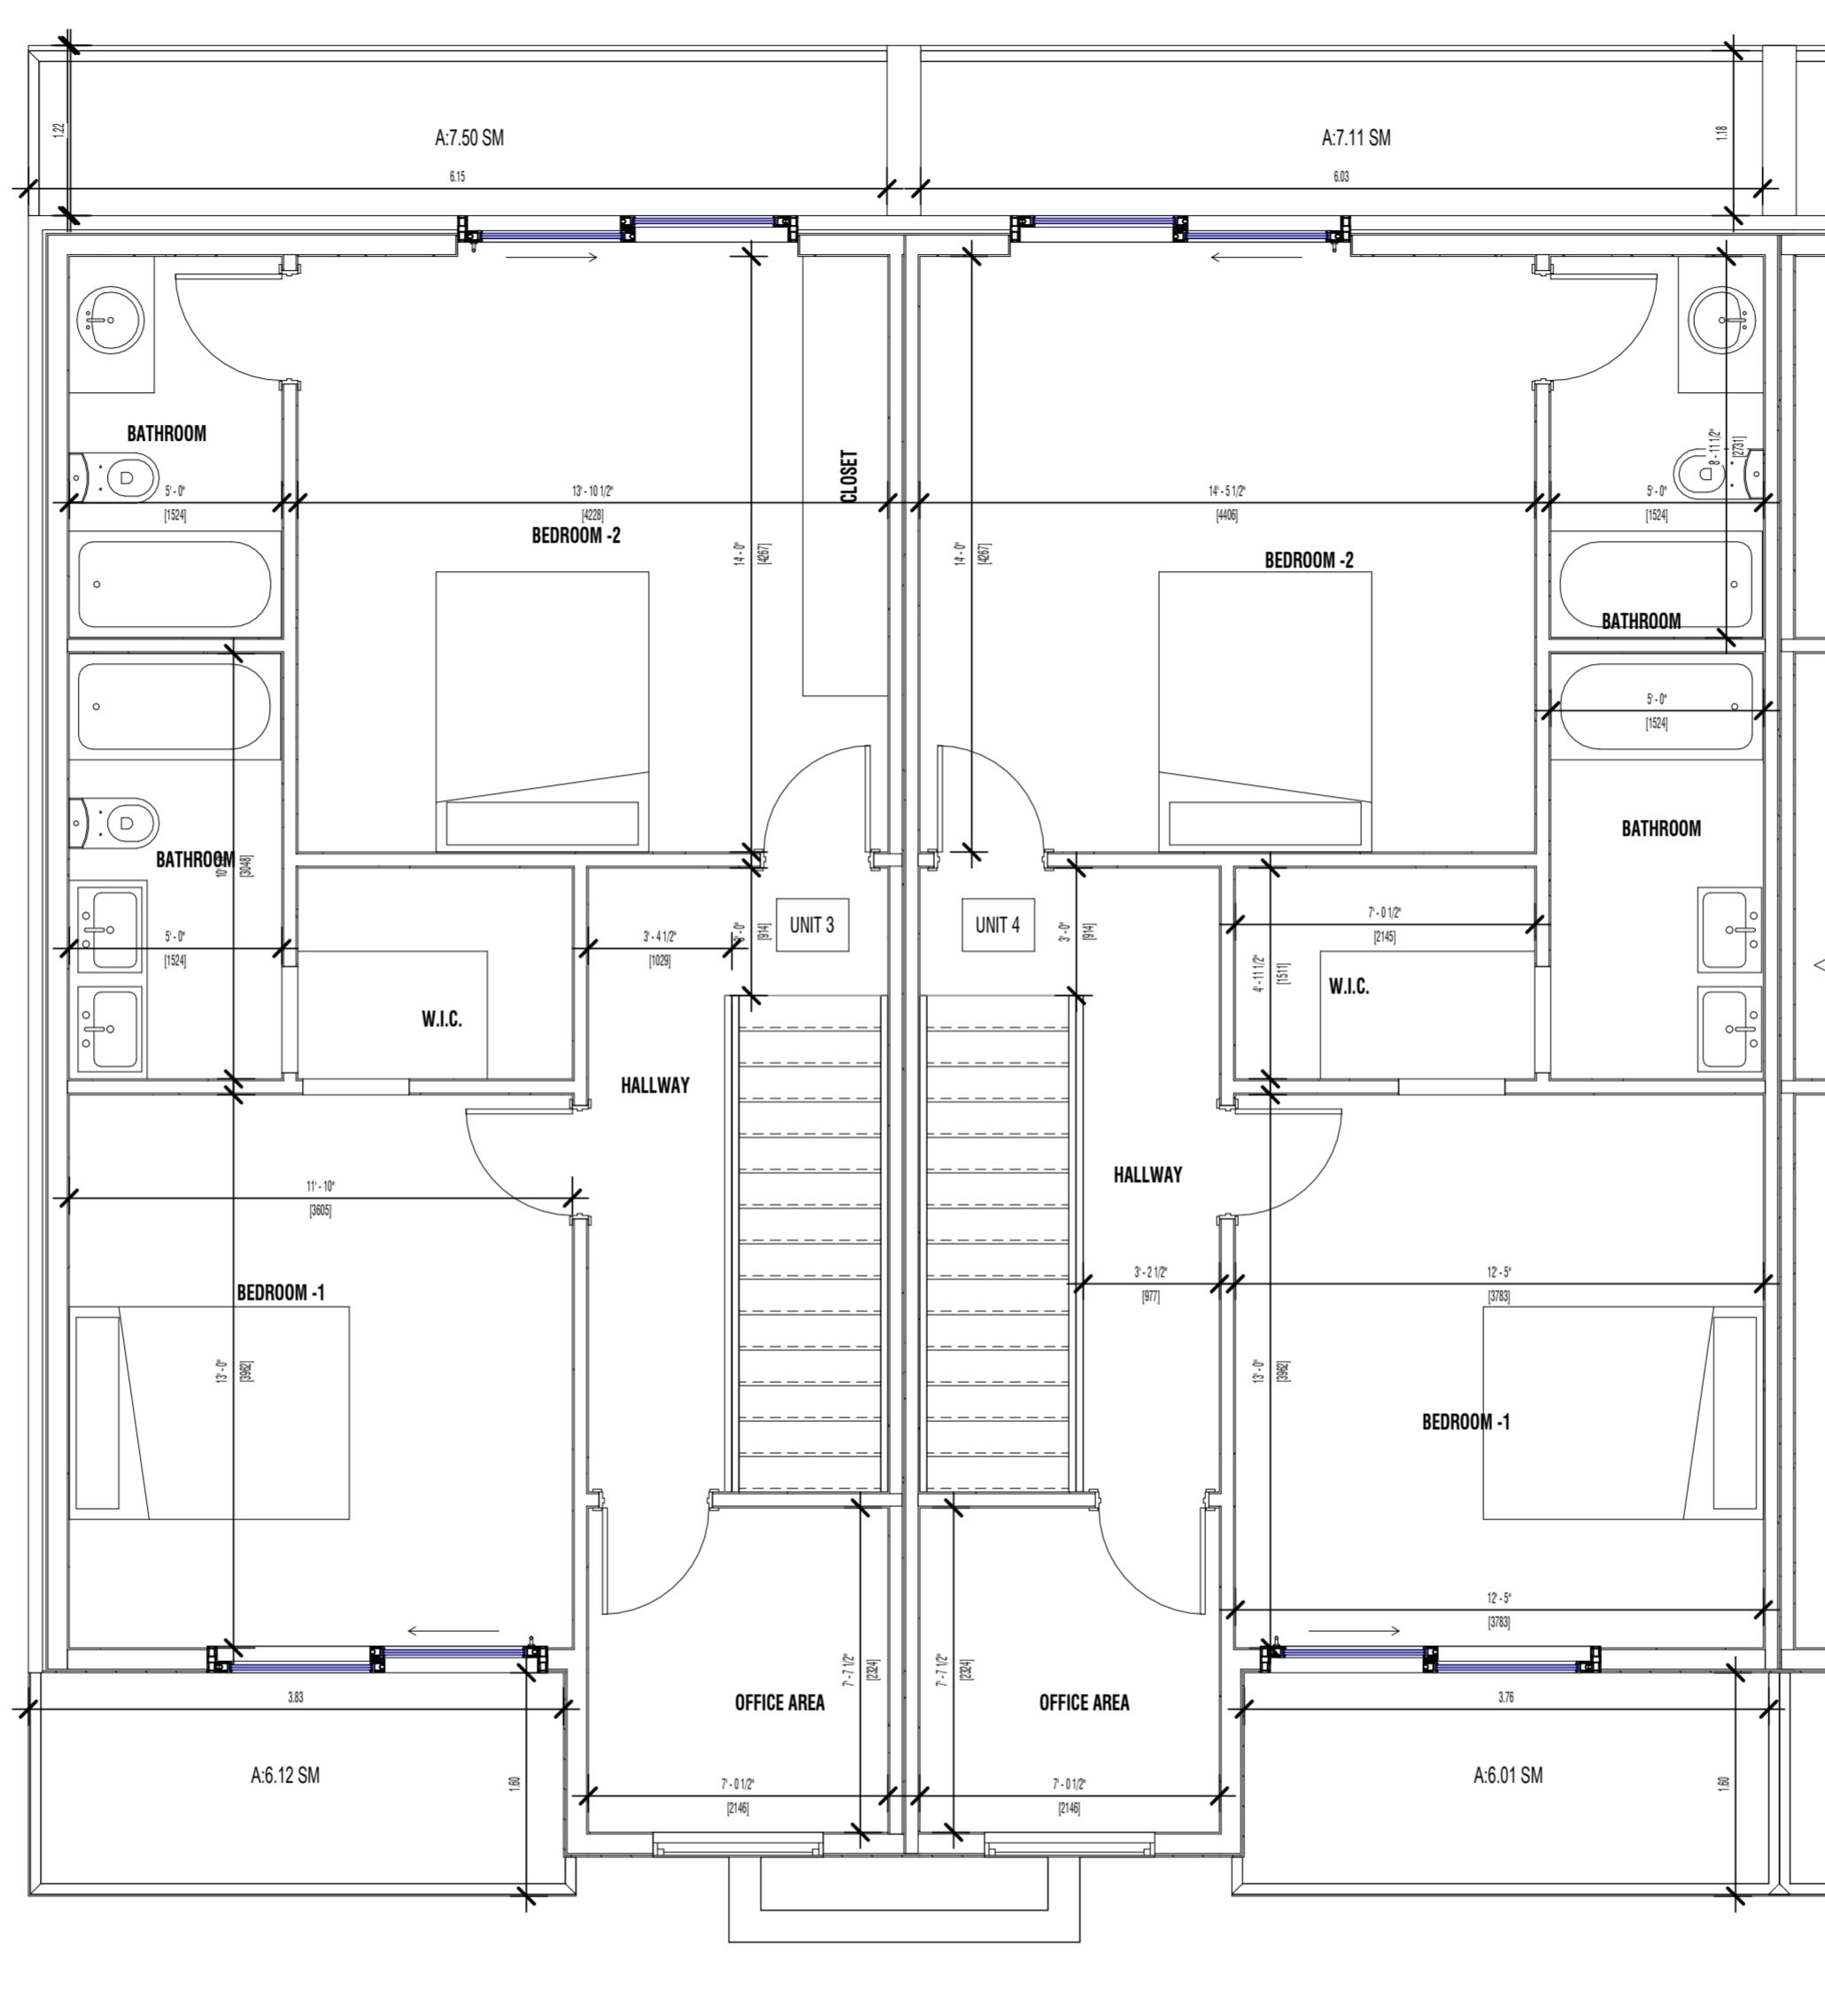 1.22
A:7.50 SM
6.15
A:7.11 SM
6.03
1.18
BATHROOM
5' - 0"
[1524]
13' - 10 1/2"
[4228]
BEDROOM -2
14' - 0"
[4267]
CLOSET
14' - 0"
[4267]
14' - 5 1/2"
[4406]
BEDROOM -2
8' - 11 1/2"
[2731]
5' - 0"
[1524]
BATHROOM
5' - 0"
[1524]
BATHROOM
BATHROOM
[3048]
5' - 0"
[1524]
W.I.C.
3' - 4 1/2"
[1029]
[914]
UNIT 3
UNIT 4
3' - 0"
[914]
7' - 0 1/2"
[2145]
4' - 11 1/2"
[1511]
W.I.C.
HALLWAY
HALLWAY
11' - 10"
[3605]
BEDROOM -1
13' - 0"
[3962]
3' - 2 1/2"
[977]
12' - 5"
[3783]
13' - 0"
[3962]
BEDROOM -1
12' - 5"
[3783]
3.83
A:6.12 SM
1.60
OFFICE AREA
7' - 7 1/2"
[2324]
7' - 0 1/2"
[2146]
7' - 7 1/2"
[2324]
OFFICE AREA
7' - 0 1/2"
[2146]
3.76
A:6.01 SM
1.60